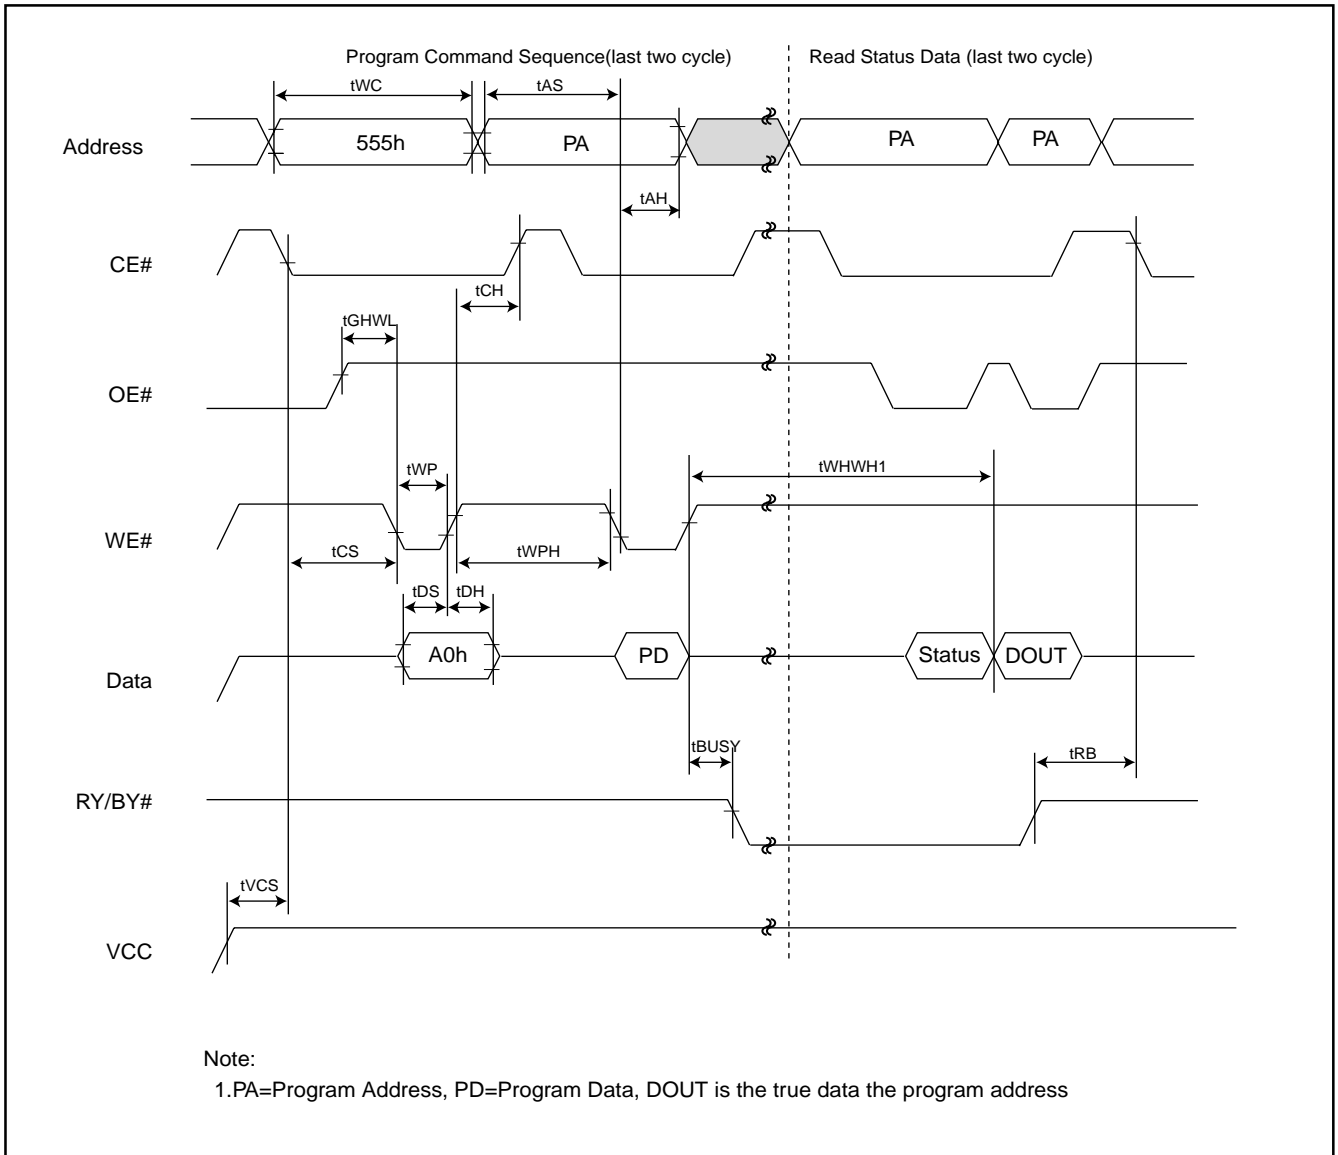 Program Command Sequence(last two cycle)
Read Status Data (last two cycle)
tWC
tAS
Address
555h
PA
PA
PA
tAH
CE#
tCH
tGHWL
OE#
tWP
tWHWH1
WE#
tCS
tWPH
tDS
tDH
Data
A0h
PD
Status
DOUT
tBUSY
tRB
RY/BY#
tVCS
VCC
Note:
1.PA=Program Address, PD=Program Data, DOUT is the true data the program address